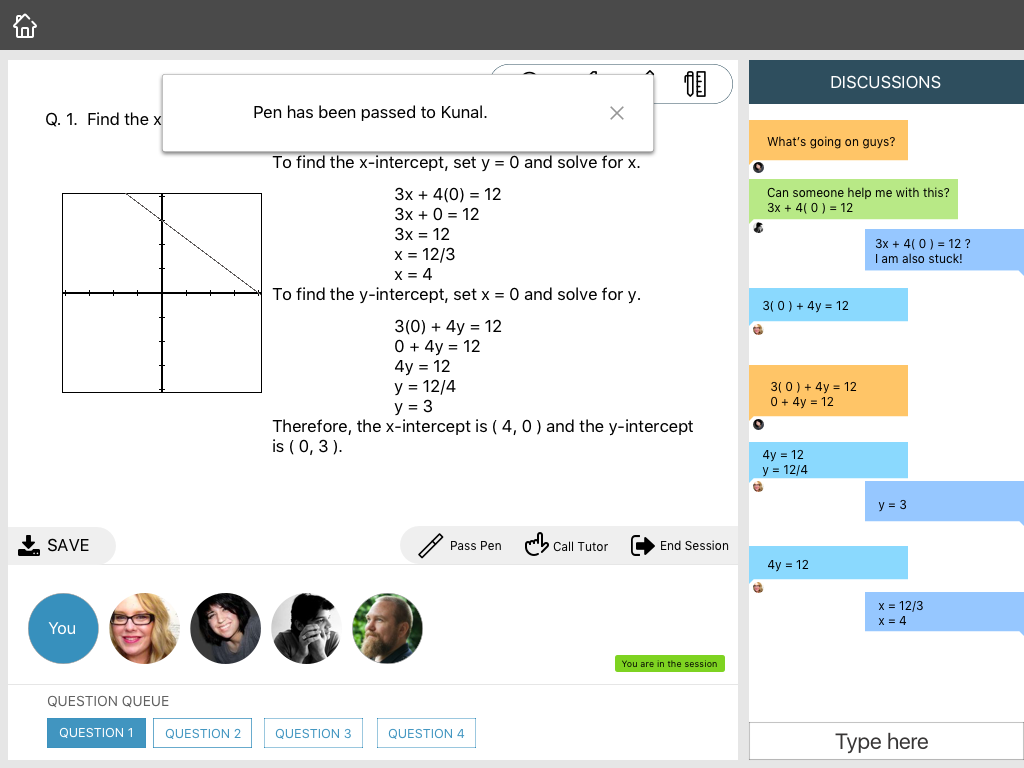 Pen has been passed to Kunal.
Q. 1. Find the x
To find the x-intercept, set y = 0 and solve for x.
3x + 4(0) = 12
3x + 0 = 12
3x = 12
x = 12/3
x = 4
To find the y-intercept, set x = 0 and solve for y.
3(0) + 4y = 12
0 + 4y = 12
4y = 12
y = 12/4
y = 3
Therefore, the x-intercept is ( 4, 0 ) and the y-intercept
is ( 0, 3 ).
SAVE
Pass Pen
Call Tutor
End Session
You
You are in the session
QUESTION QUEUE
QUESTION 1
QUESTION 2
QUESTION 3
QUESTION 4
DISCUSSIONS
What's going on guys?
Can someone help me with this?
3x + 4( 0 ) = 12
3x + 4( 0 ) = 12 ?
I am also stuck!
3( 0 ) + 4y = 12
3( 0 ) + 4y = 12
0 + 4y = 12
4y = 12
y = 12/4
y = 3
4y = 12
x = 12/3
x = 4
Type here